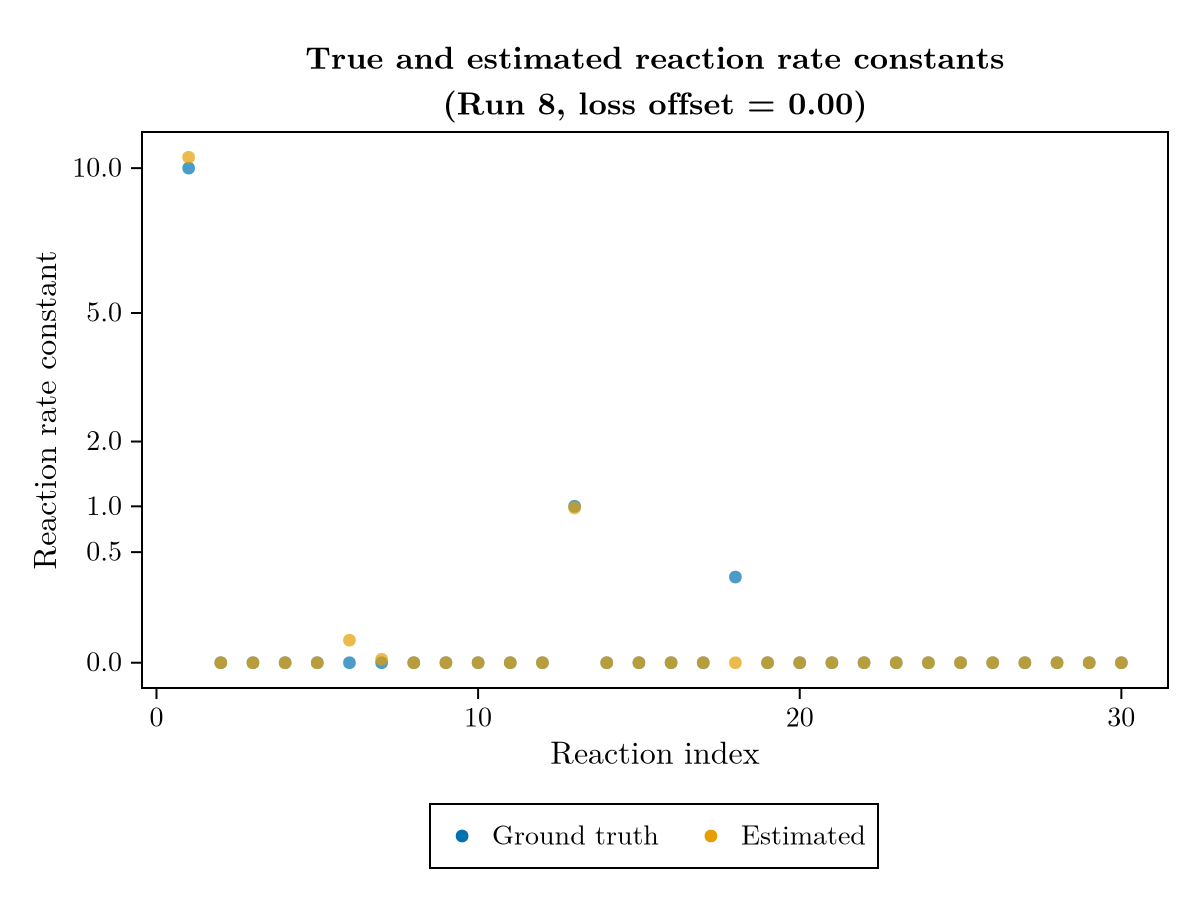 True and estimated reaction rate constants
(Run 8, loss offset = 0.00)
Reaction rate constant
10.0
5.0
2.0
1.0
0.5
0.0
0 10 20 30
Reaction index
Ground truth Estimated